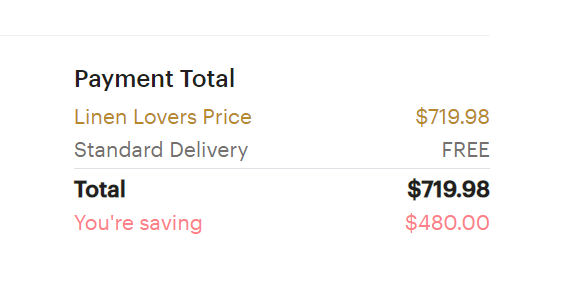 Payment Total
Linen Lovers Price $719.98
Standard Delivery FREE
Total $719.98
You're saving $480.00